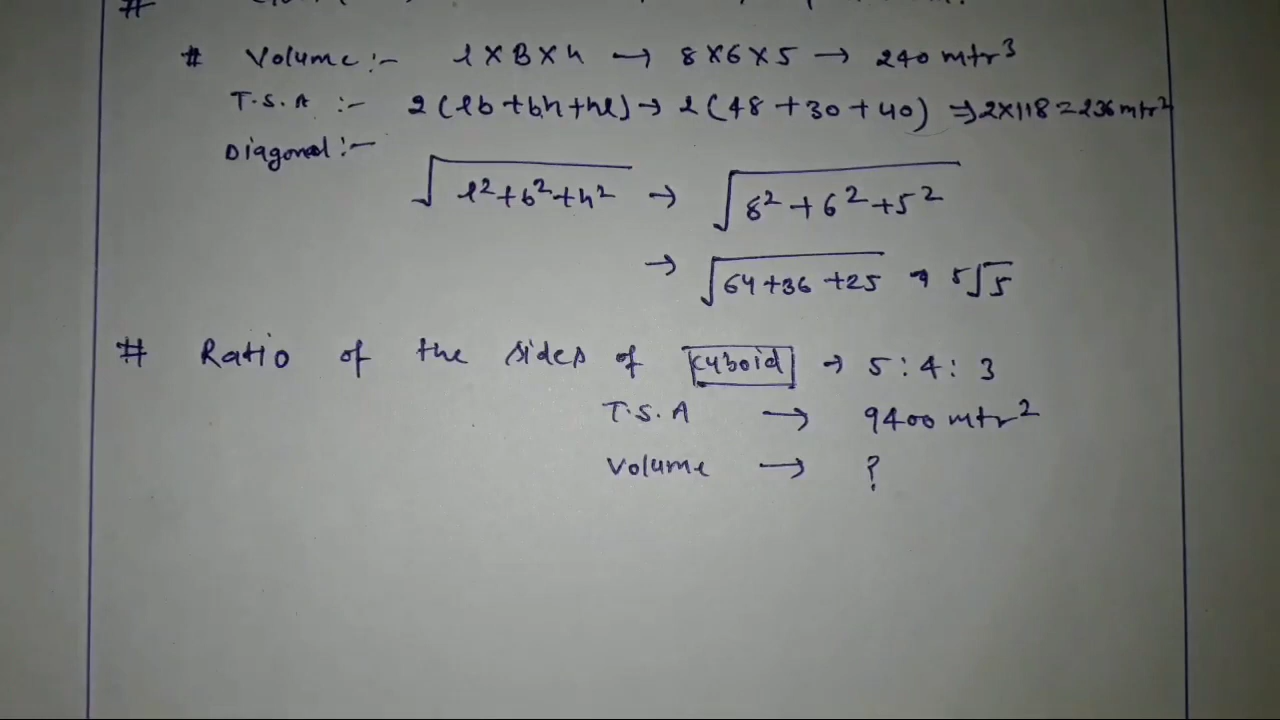 #
# Volume :- l X B X h → 8 X 6 X 5 → 240 mtr³
T.S.A :- 2 (lb + bh + hl) → 2 (48 + 30 + 40) ⇒ 2 X 118 = 236 mtr²
Diagonal :-
√l² + b² + h² → √8² + 6² + 5²
→ √64 + 36 + 25 → 5√5
# Ratio of the sides of cuboid → 5 : 4 : 3
T.S.A → 9400 mtr²
Volume → ?